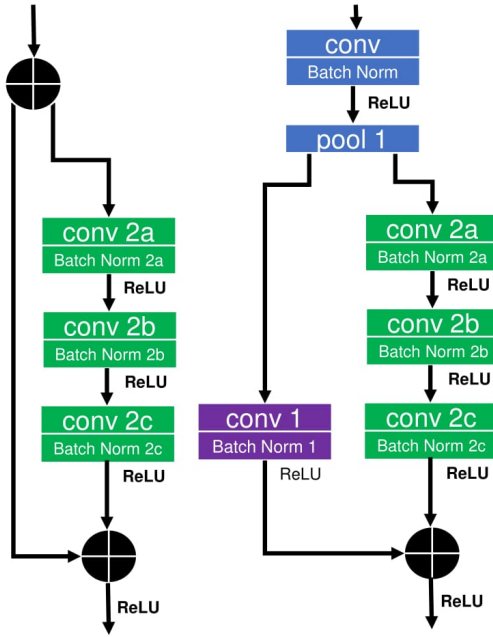 conv 2a
Batch Norm 2a
ReLU
conv 2b
Batch Norm 2b
ReLU
conv 2c
Batch Norm 2c
ReLU
ReLU
conv
Batch Norm
ReLU
pool 1
conv 1
Batch Norm 1
ReLU
conv 2a
Batch Norm 2a
ReLU
conv 2b
Batch Norm 2b
ReLU
conv 2c
Batch Norm 2c
ReLU
ReLU